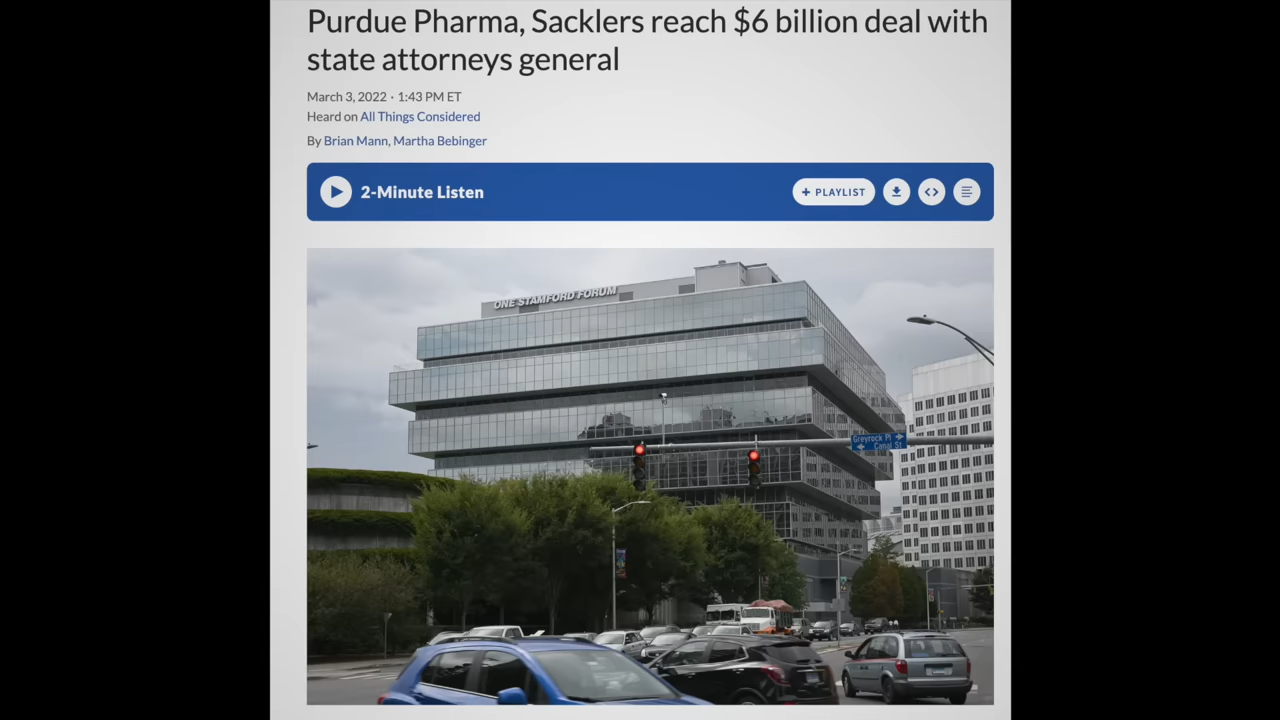 Purdue Pharma, Sacklers reach $6 billion deal with
state attorneys general
March 3, 2022 · 1:43 PM ET
Heard on All Things Considered
By Brian Mann, Martha Bebinger
2-Minute Listen
+ PLAYLIST
ONE STAMFORD FORUM
Greyrock Pl →
← Canal St